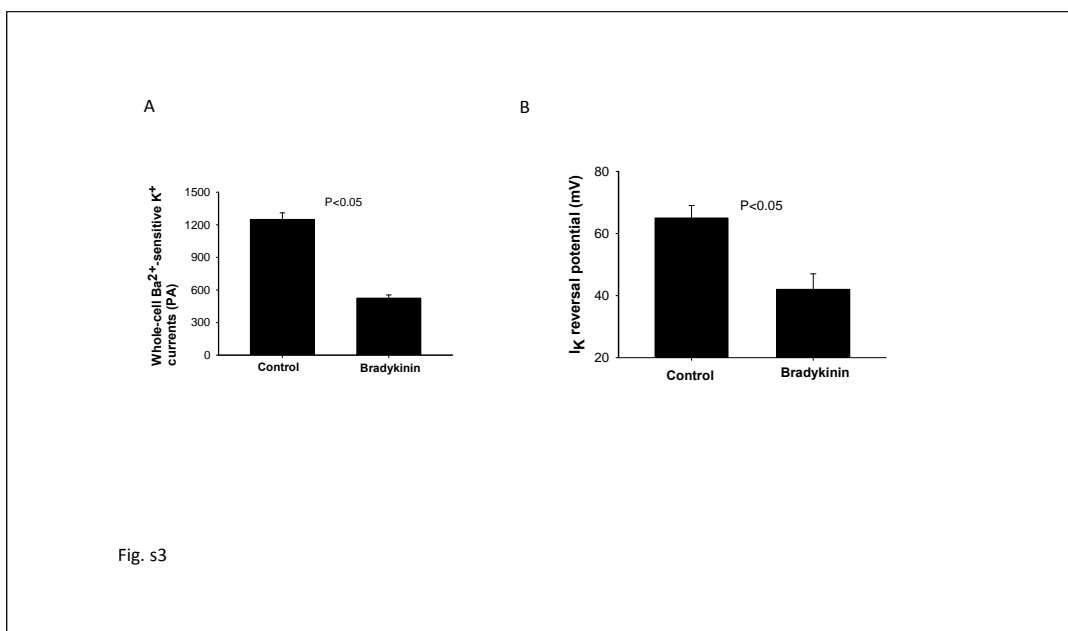 A
B
Whole-cell Ba2+-sensitive K+
currents (PA)
1500
1200
900
600
300
0
P<0.05
Control
Bradykinin
IK reversal potential (mV)
80
60
40
20
P<0.05
Control
Bradykinin
Fig. s3